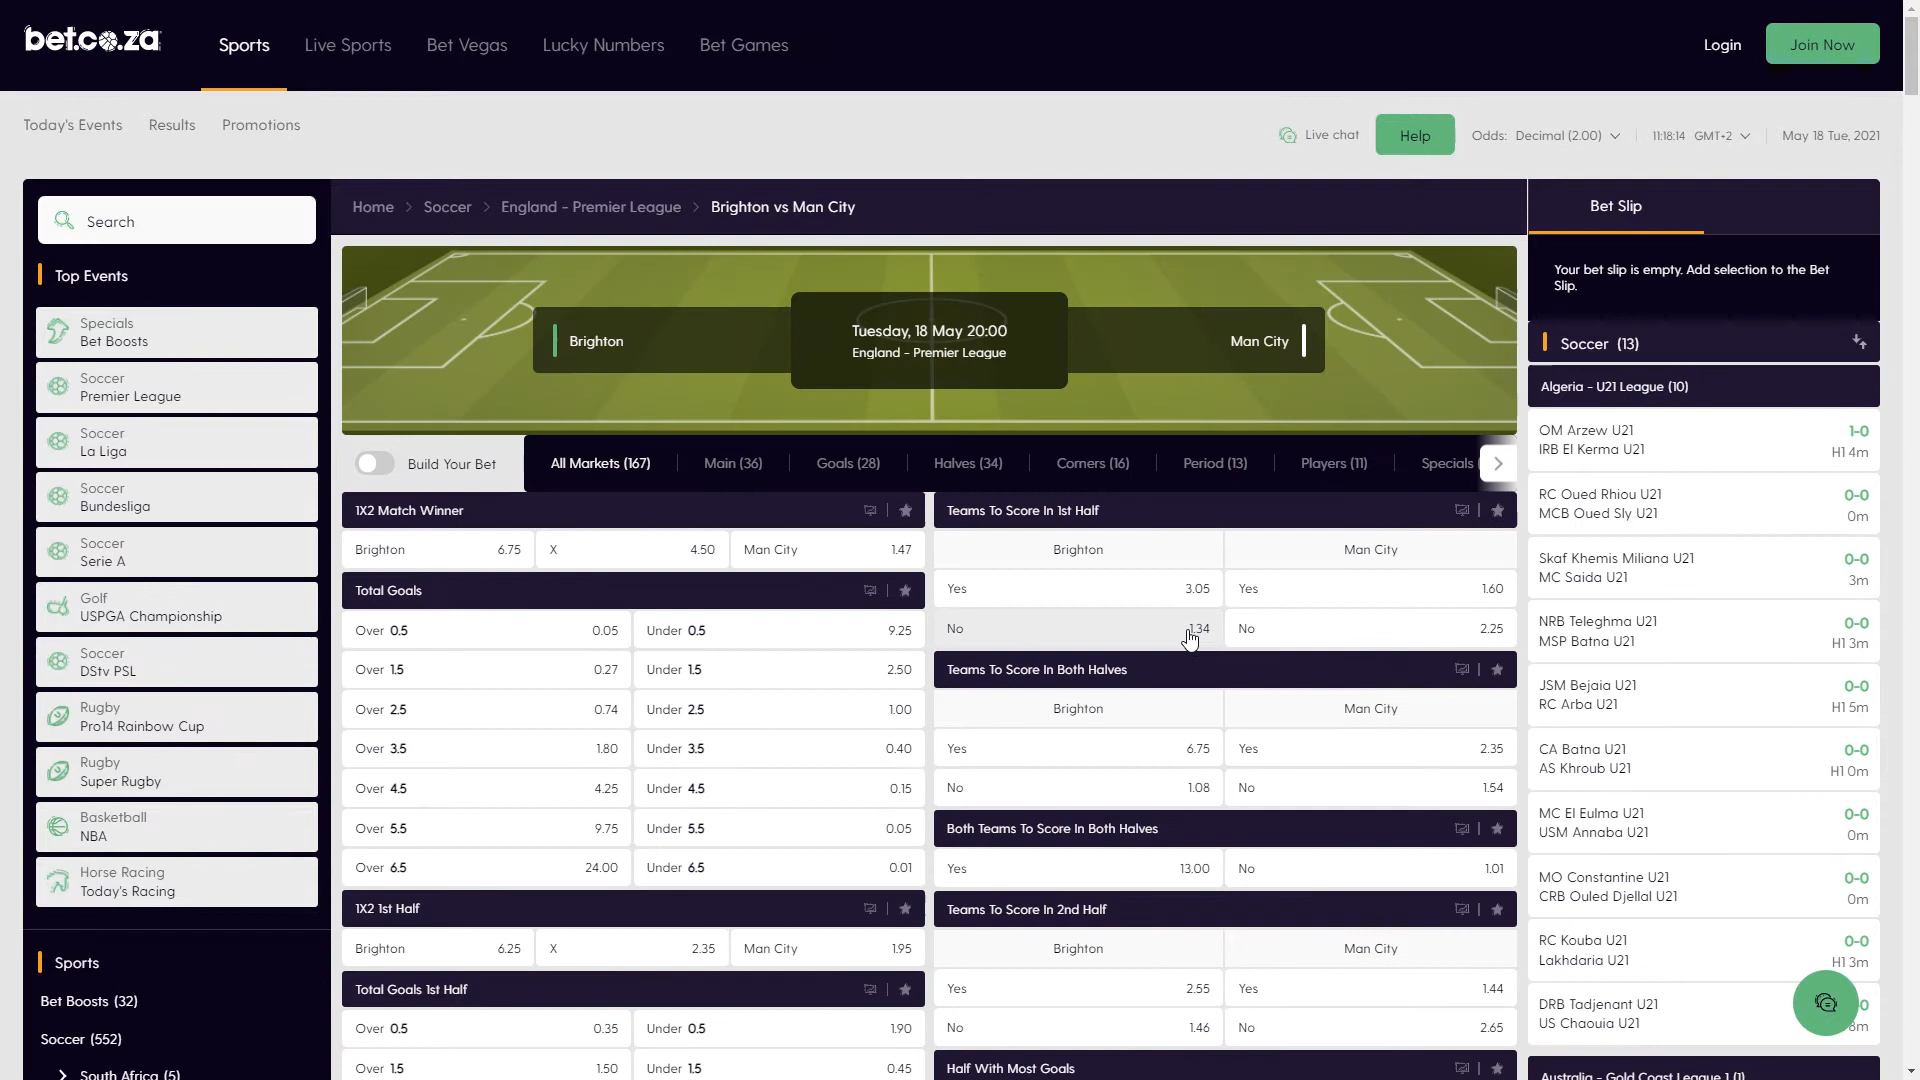 bet.co.za
Sports
Live Sports
Bet Vegas
Lucky Numbers
Bet Games
Login
Join Now
Today's Events
Results
Promotions
Live chat
Help
Odds: Decimal (2.00)
11:18:14 GMT+2
May 18 Tue, 2021
Search
Top Events
Specials
Bet Boosts
Soccer
Premier League
Soccer
La Liga
Soccer
Bundesliga
Soccer
Serie A
Golf
USPGA Championship
Soccer
DStv PSL
Rugby
Pro14 Rainbow Cup
Rugby
Super Rugby
Basketball
NBA
Horse Racing
Today's Racing
Sports
Bet Boosts (32)
Soccer (552)
South Africa (5)
Home > Soccer > England - Premier League > Brighton vs Man City
Brighton
Tuesday, 18 May 20:00
England - Premier League
Man City
Build Your Bet
All Markets (167)
Main (36)
Goals (28)
Halves (34)
Corners (16)
Period (13)
Players (11)
Specials
1X2 Match Winner
Brighton 6.75 X 4.50 Man City 1.47
Total Goals
Over 0.5 0.05 Under 0.5 9.25
Over 1.5 0.27 Under 1.5 2.50
Over 2.5 0.74 Under 2.5 1.00
Over 3.5 1.80 Under 3.5 0.40
Over 4.5 4.25 Under 4.5 0.15
Over 5.5 9.75 Under 5.5 0.05
Over 6.5 24.00 Under 6.5 0.01
1X2 1st Half
Brighton 6.25 X 2.35 Man City 1.95
Total Goals 1st Half
Over 0.5 0.35 Under 0.5 1.90
Over 1.5 1.50 Under 1.5 0.45
Teams To Score In 1st Half
Brighton Man City
Yes 3.05 Yes 1.60
No 1.34 No 2.25
Teams To Score In Both Halves
Brighton Man City
Yes 6.75 Yes 2.35
No 1.08 No 1.54
Both Teams To Score In Both Halves
Yes 13.00 No 1.01
Teams To Score In 2nd Half
Brighton Man City
Yes 2.55 Yes 1.44
No 1.46 No 2.65
Half With Most Goals
Bet Slip
Your bet slip is empty. Add selection to the Bet
Slip.
Soccer (13)
Algeria - U21 League (10)
OM Arzew U21 1-0
IRB El Kerma U21 H1 4m
RC Oued Rhiou U21 0-0
MCB Oued Sly U21 0m
Skaf Khemis Miliana U21 0-0
MC Saida U21 3m
NRB Teleghma U21 0-0
MSP Batna U21 H1 3m
JSM Bejaia U21 0-0
RC Arba U21 H1 5m
CA Batna U21 0-0
AS Khroub U21 H1 0m
MC El Eulma U21 0-0
USM Annaba U21 0m
MO Constantine U21 0-0
CRB Ouled Djellal U21 0m
RC Kouba U21 0-0
Lakhdaria U21 H1 3m
DRB Tadjenant U21
US Chaouia U21
Australia - Gold Coast League 1 (1)